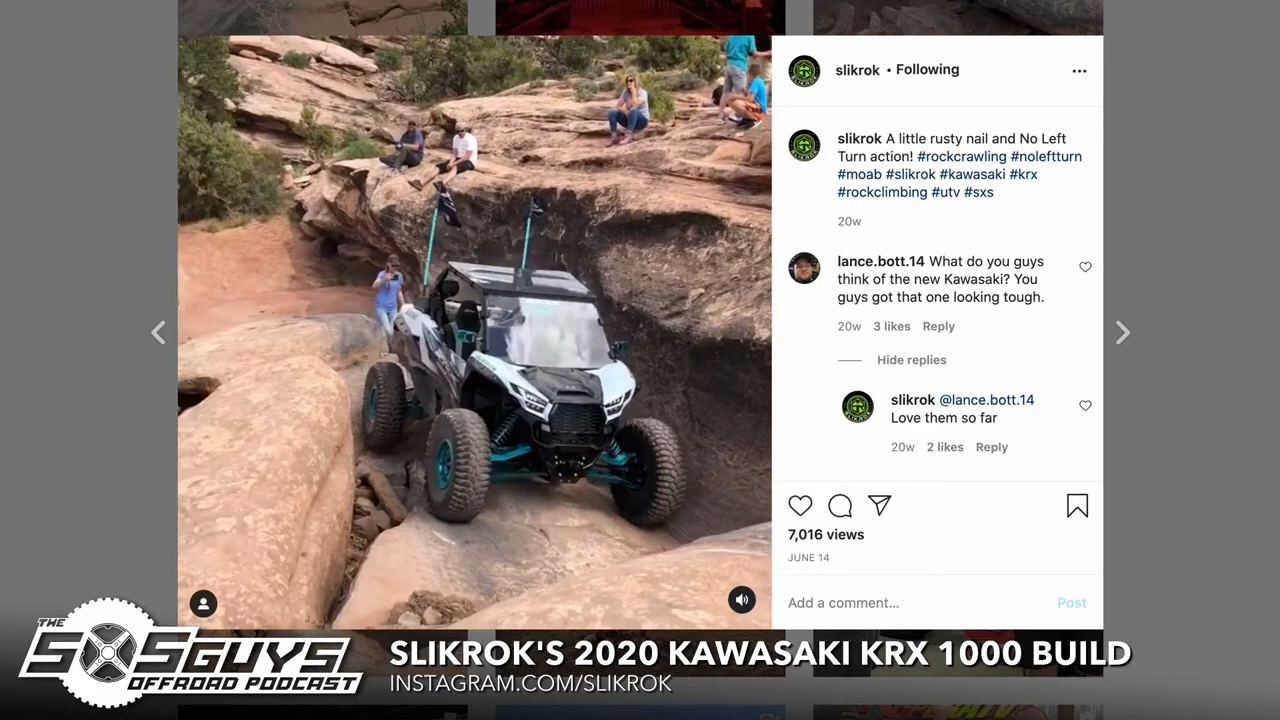 slikrok • Following
slikrok A little rusty nail and No Left
Turn action! #rockcrawling #noleftturn
#moab #slikrok #kawasaki #krx
#rockclimbing #utv #sxs
20w
lance.bott.14 What do you guys
think of the new Kawasaki? You
guys got that one looking tough.
20w 3 likes Reply
Hide replies
slikrok @lance.bott.14
Love them so far
20w 2 likes Reply
7,016 views
JUNE 14
Add a comment... Post
THE
SXSGUYS
OFFROAD PODCAST
SLIKROK'S 2020 KAWASAKI KRX 1000 BUILD
INSTAGRAM.COM/SLIKROK